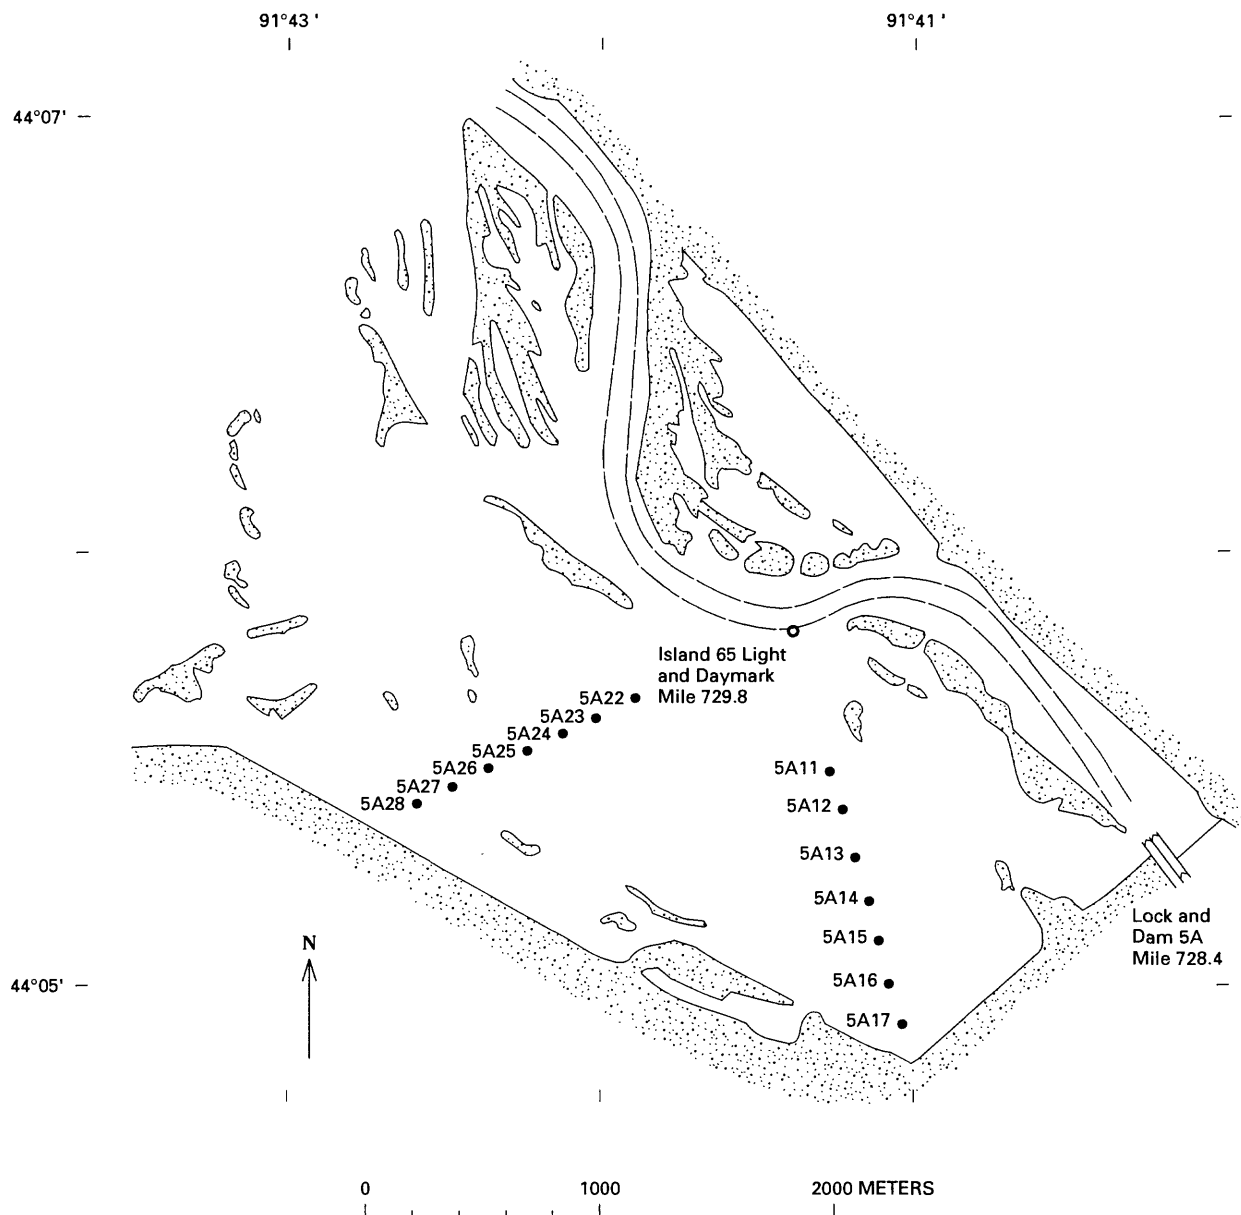 91°43'
91°41'
44°07'
Island 65 Light
and Daymark
Mile 729.8
5A22
5A23
5A24
5A25
5A26
5A27
5A28
5A11
5A12
5A13
5A14
5A15
5A16
5A17
Lock and
Dam 5A
Mile 728.4
N
44°05'
0 1000 2000 METERS